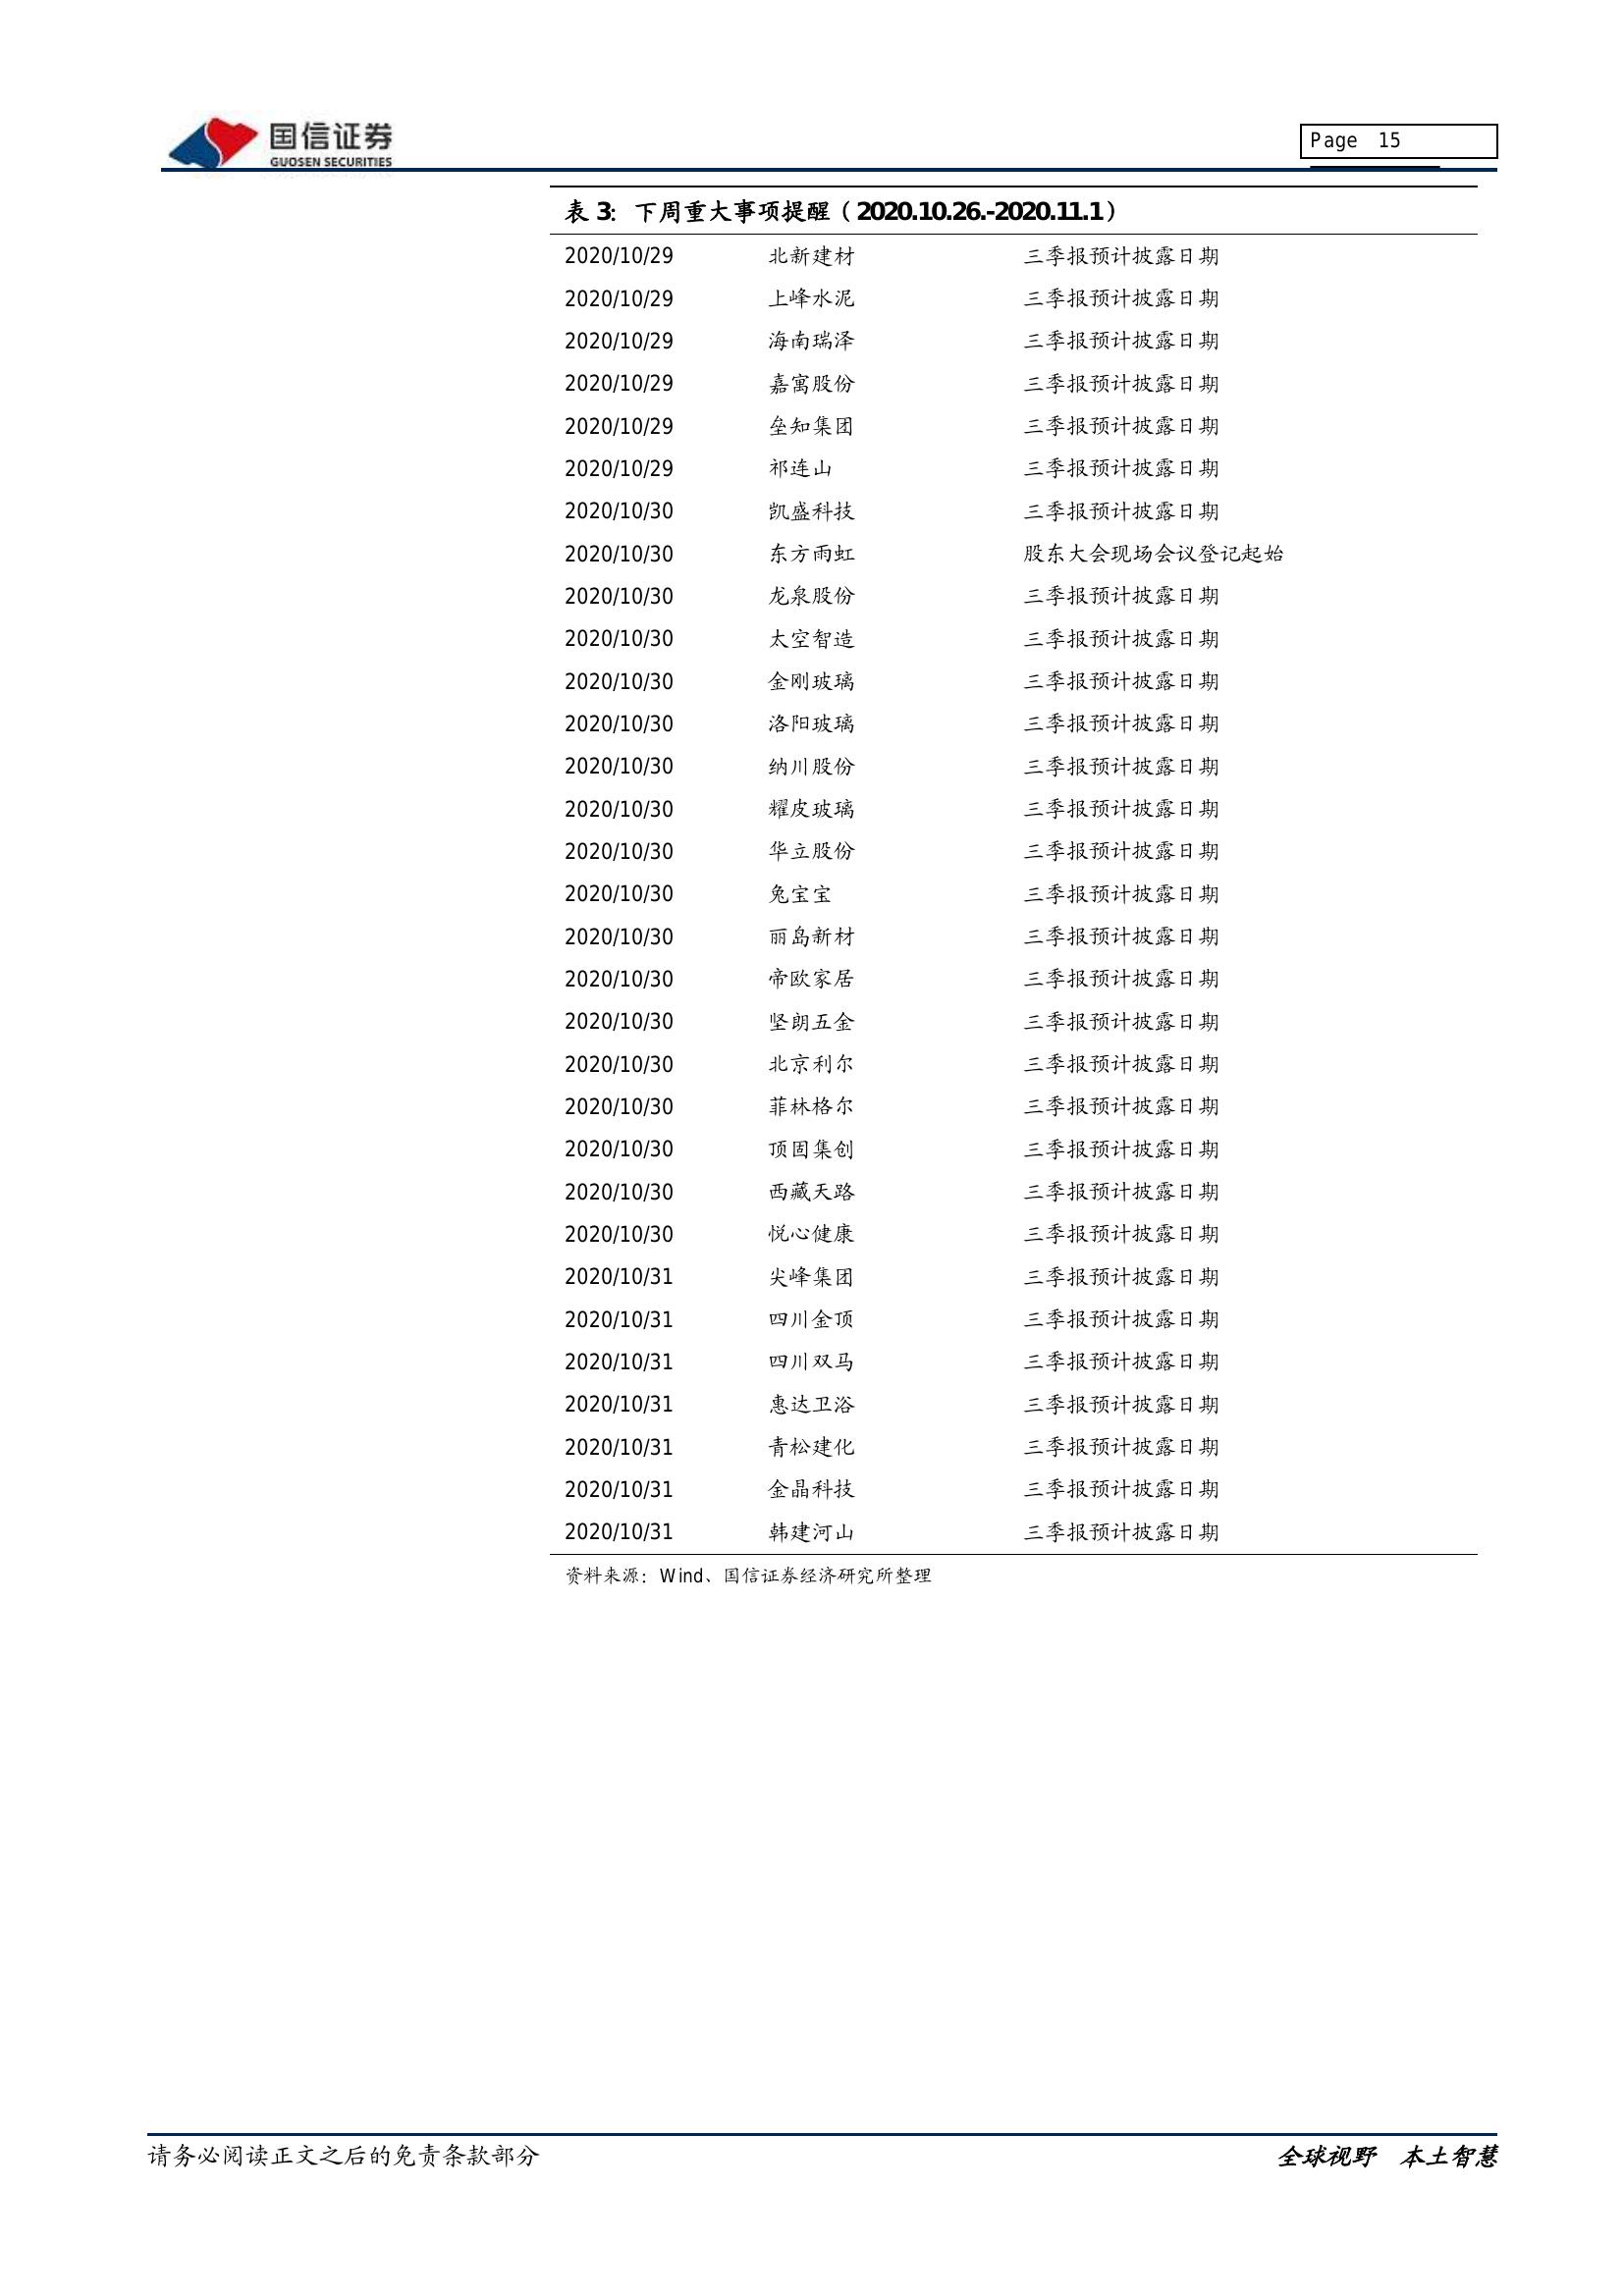 国信证券
GUOSEN SECURITIES
Page 15
表 3：下周重大事项提醒（2020.10.26.-2020.11.1）
2020/10/29 北新建材 三季报预计披露日期
2020/10/29 上峰水泥 三季报预计披露日期
2020/10/29 海南瑞泽 三季报预计披露日期
2020/10/29 嘉寓股份 三季报预计披露日期
2020/10/29 垒知集团 三季报预计披露日期
2020/10/29 祁连山 三季报预计披露日期
2020/10/30 凯盛科技 三季报预计披露日期
2020/10/30 东方雨虹 股东大会现场会议登记起始
2020/10/30 龙泉股份 三季报预计披露日期
2020/10/30 太空智造 三季报预计披露日期
2020/10/30 金刚玻璃 三季报预计披露日期
2020/10/30 洛阳玻璃 三季报预计披露日期
2020/10/30 纳川股份 三季报预计披露日期
2020/10/30 耀皮玻璃 三季报预计披露日期
2020/10/30 华立股份 三季报预计披露日期
2020/10/30 兔宝宝 三季报预计披露日期
2020/10/30 丽岛新材 三季报预计披露日期
2020/10/30 帝欧家居 三季报预计披露日期
2020/10/30 坚朗五金 三季报预计披露日期
2020/10/30 北京利尔 三季报预计披露日期
2020/10/30 菲林格尔 三季报预计披露日期
2020/10/30 顶固集创 三季报预计披露日期
2020/10/30 西藏天路 三季报预计披露日期
2020/10/30 悦心健康 三季报预计披露日期
2020/10/31 尖峰集团 三季报预计披露日期
2020/10/31 四川金顶 三季报预计披露日期
2020/10/31 四川双马 三季报预计披露日期
2020/10/31 惠达卫浴 三季报预计披露日期
2020/10/31 青松建化 三季报预计披露日期
2020/10/31 金晶科技 三季报预计披露日期
2020/10/31 韩建河山 三季报预计披露日期
资料来源：Wind、国信证券经济研究所整理
请务必阅读正文之后的免责条款部分
全球视野 本土智慧